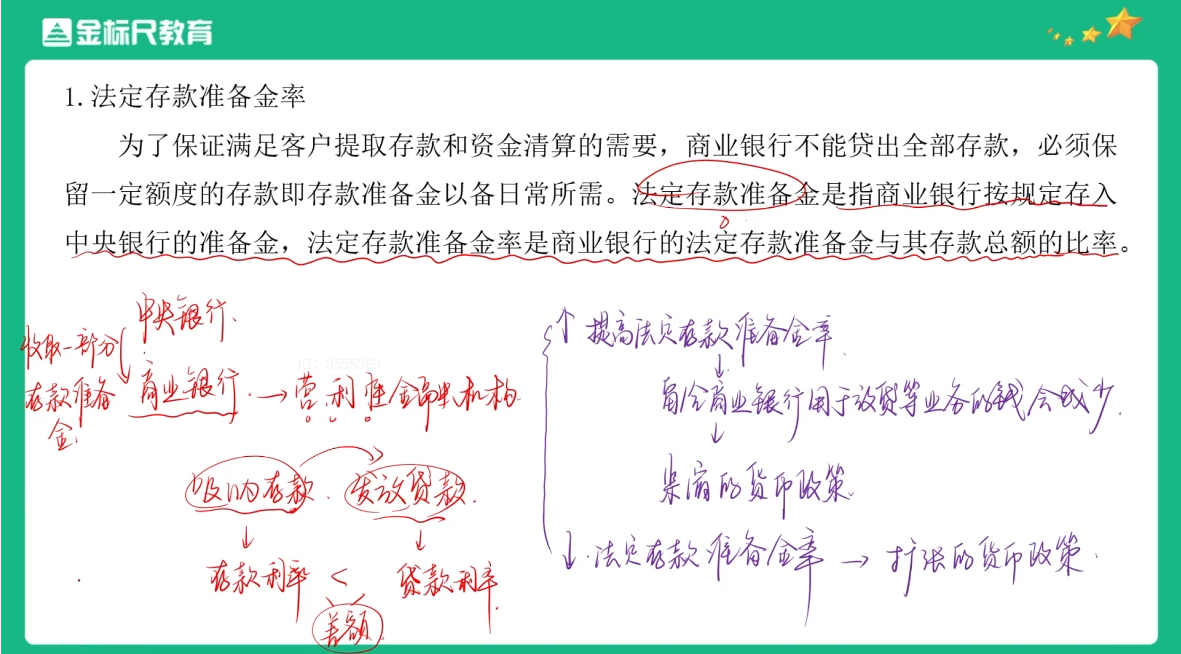 金标尺教育
1. 法定存款准备金率
为了保证满足客户提取存款和资金清算的需要，商业银行不能贷出全部存款，必须保
留一定额度的存款即存款准备金以备日常所需。法定存款准备金是指商业银行按规定存入
中央银行的准备金，法定存款准备金率是商业银行的法定存款准备金与其存款总额的比率。
中央银行.
收取一部分
存款准备
金.
商业银行. → 营利性金融机构
吸纳存款. 发放贷款.
↓ ↓
存款利率 < 贷款利率.
差额
ID：3555369
↑ 提高法定存款准备金率
↓
留给商业银行用于放贷等业务的钱会减少.
↓
紧缩的货币政策.
↓. 法定存款准备金率 → 扩张的货币政策.